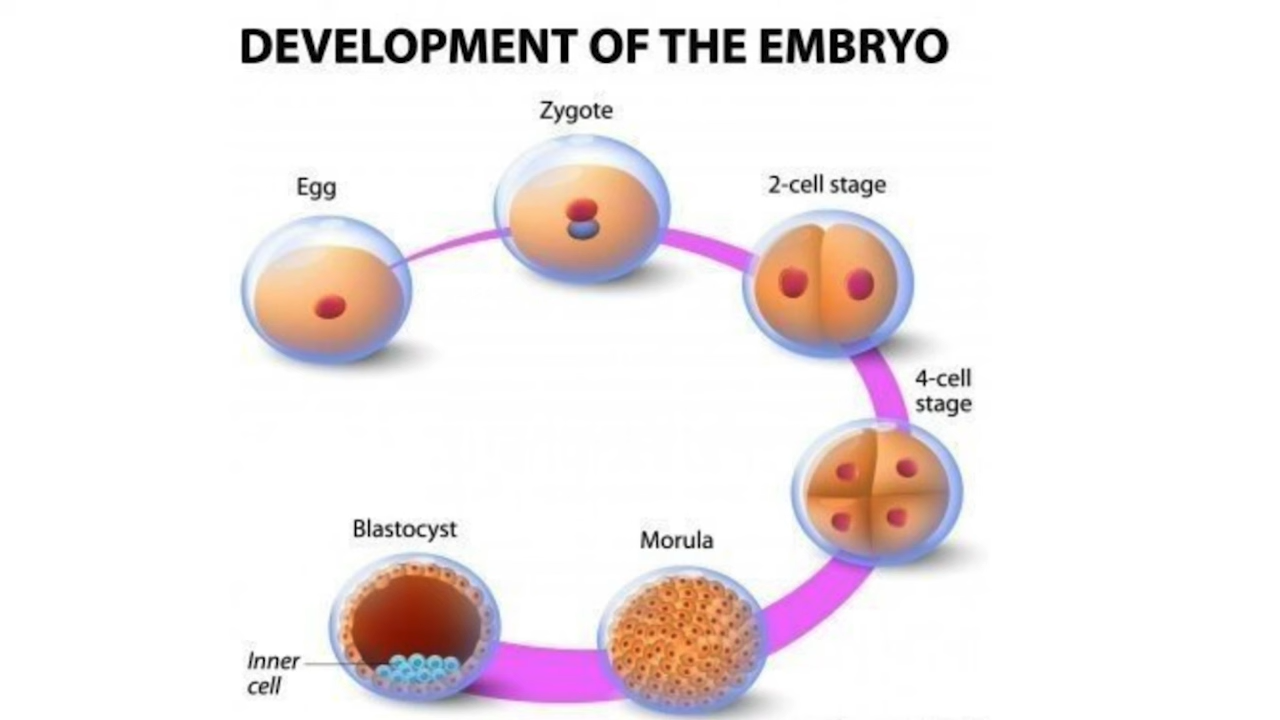 DEVELOPMENT OF THE EMBRYO
Zygote
Egg
2-cell stage
4-cell
stage
Blastocyst
Morula
Inner
cell